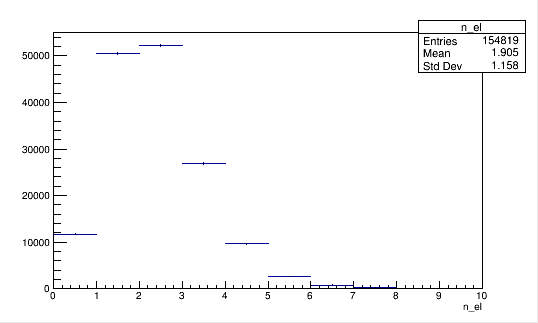 n_el
Entries 154819
Mean 1.905
Std Dev 1.158
50000
40000
30000
20000
10000
0
0 1 2 3 4 5 6 7 8 9 10
n_el